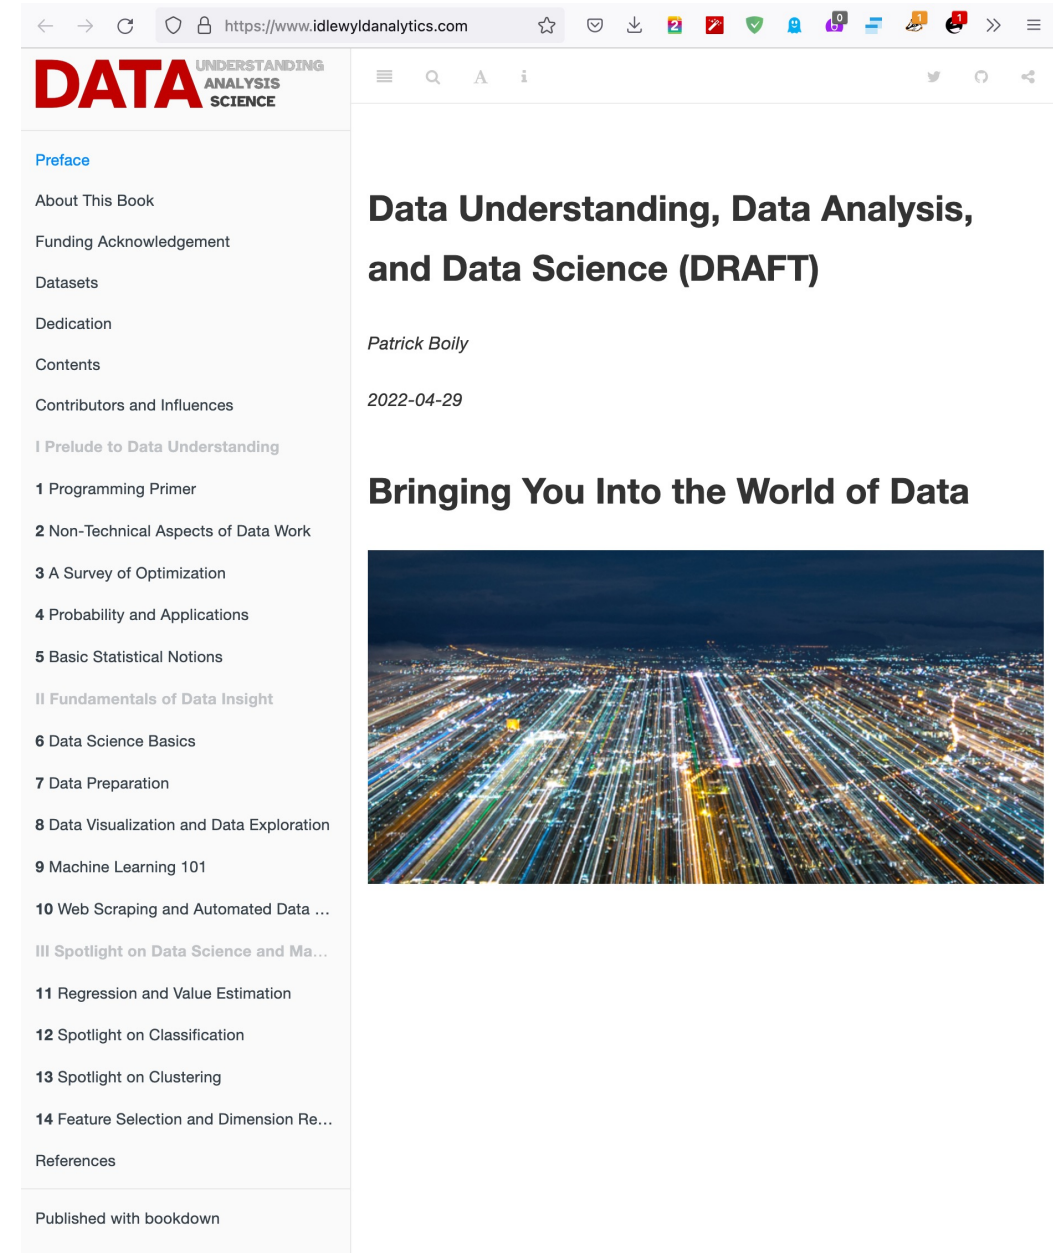 https://www.idlewyldanalytics.com
2
0
1
1
DATA
UNDERSTANDING
ANALYSIS
SCIENCE
A
i
Preface
About This Book
Funding Acknowledgement
Datasets
Dedication
Contents
Contributors and Influences
I Prelude to Data Understanding
1 Programming Primer
2 Non-Technical Aspects of Data Work
3 A Survey of Optimization
4 Probability and Applications
5 Basic Statistical Notions
II Fundamentals of Data Insight
6 Data Science Basics
7 Data Preparation
8 Data Visualization and Data Exploration
9 Machine Learning 101
10 Web Scraping and Automated Data …
III Spotlight on Data Science and Ma…
11 Regression and Value Estimation
12 Spotlight on Classification
13 Spotlight on Clustering
14 Feature Selection and Dimension Re…
References
Published with bookdown
Data Understanding, Data Analysis,
and Data Science (DRAFT)
Patrick Boily
2022-04-29
Bringing You Into the World of Data